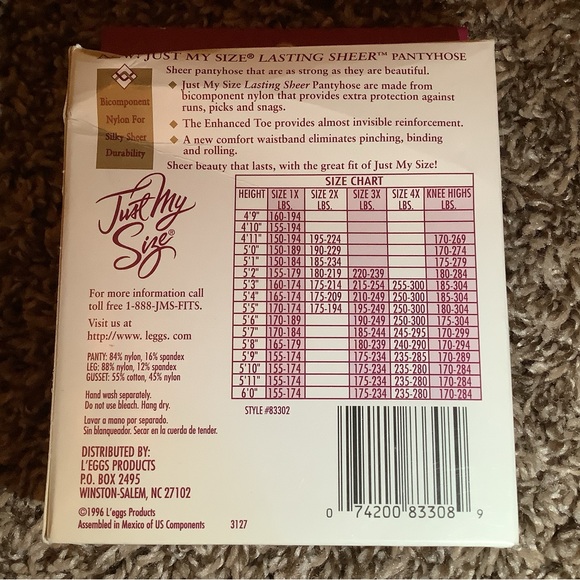 JUST MY SIZE® LASTING SHEER™ PANTYHOSE
Sheer pantyhose that are as strong as they are beautiful.
◆ Just My Size Lasting Sheer Pantyhose are made from
bicomponent nylon that provides extra protection against
runs, picks and snags.
◆ The Enhanced Toe provides almost invisible reinforcement.
◆ A new comfort waistband eliminates pinching, binding
and rolling.
Sheer beauty that lasts, with the great fit of Just My Size!
Bicomponent
Nylon For
Silky Sheer
Durability
Just My
Size®
For more information call
toll free 1-888-JMS-FITS.
Visit us at
http://www. leggs. com
PANTY: 84% nylon, 16% spandex
LEG: 88% nylon, 12% spandex
GUSSET: 55% cotton, 45% nylon
Hand wash separately.
Do not use bleach. Hang dry.
Lavar a mano por separado.
Sin blanqueador. Secar en la cuerda de tender.
DISTRIBUTED BY:
L'EGGS PRODUCTS
P.O. BOX 2495
WINSTON-SALEM, NC 27102
©1996 L'eggs Products
Assembled in Mexico of US Components 3127
SIZE CHART
HEIGHT SIZE 1X SIZE 2X SIZE 3X SIZE 4X KNEE HIGHS
LBS. LBS. LBS. LBS. LBS.
4'9" 160-194
4'10" 155-194
4'11" 150-194 195-224 170-269
5'0" 150-189 190-229 170-274
5'1" 150-184 185-234 175-279
5'2" 155-179 180-219 220-239 180-284
5'3" 160-174 175-214 215-254 255-300 185-304
5'4" 165-174 175-209 210-249 250-300 185-304
5'5" 170-174 175-194 195-249 250-300 180-304
5'6" 170-189 190-249 250-300 175-304
5'7" 170-184 185-244 245-295 170-299
5'8" 165-179 180-239 240-290 170-294
5'9" 155-174 175-234 235-285 170-289
5'10" 155-174 175-234 235-280 170-284
5'11" 155-174 175-234 235-280 170-284
6'0" 155-174 175-234 235-280 170-284
STYLE #83302
0 74200 83308 9